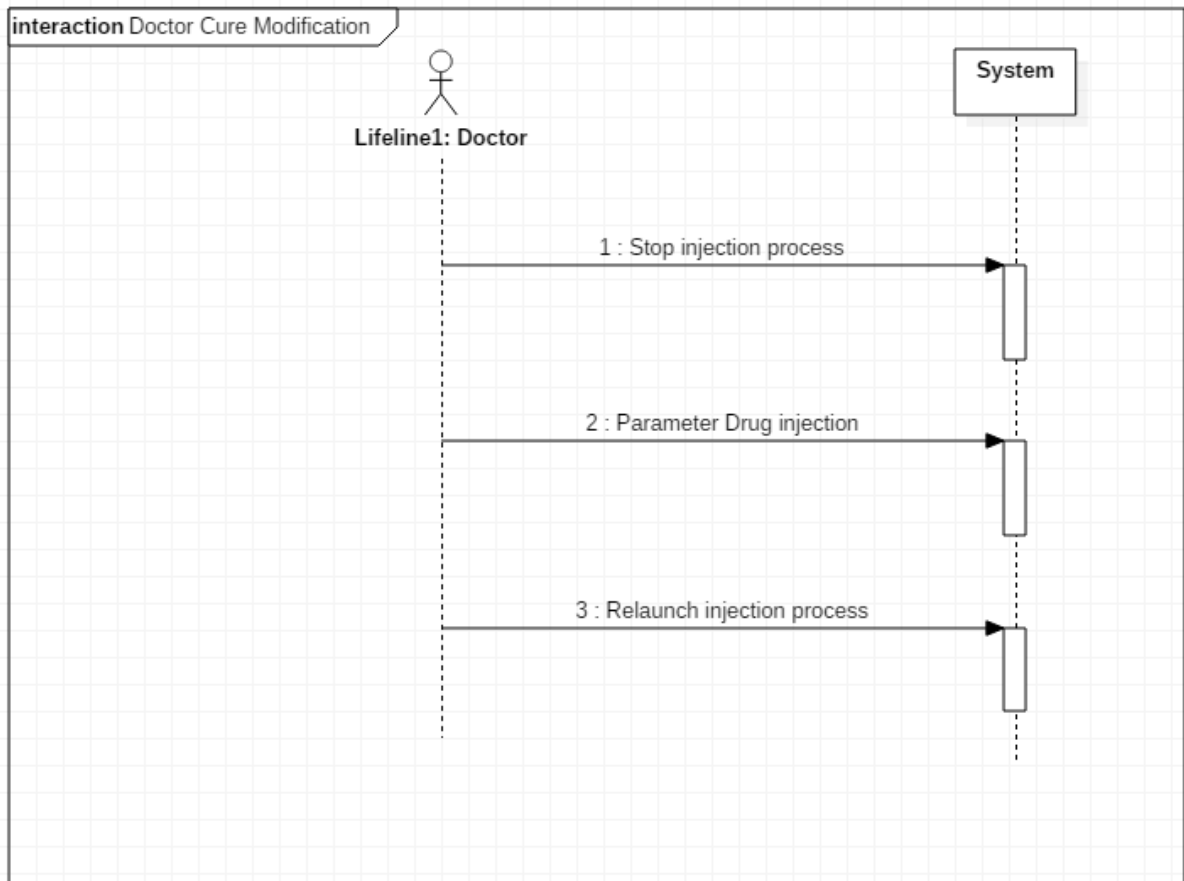 interaction Doctor Cure Modification
System
Lifeline1: Doctor
1 : Stop injection process
2 : Parameter Drug injection
3 : Relaunch injection process